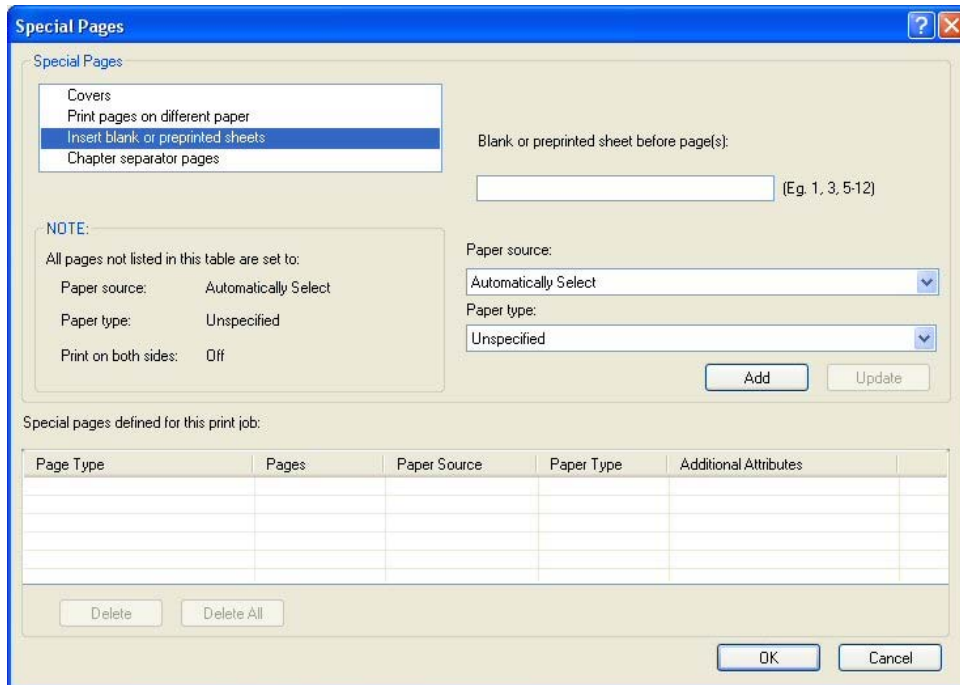 Special Pages
Special Pages
Covers
Print pages on different paper
Insert blank or preprinted sheets
Chapter separator pages
Blank or preprinted sheet before page(s):
(Eg. 1, 3, 5-12)
NOTE:
All pages not listed in this table are set to:
Paper source: Automatically Select
Paper type: Unspecified
Print on both sides: Off
Paper source:
Automatically Select
Paper type:
Unspecified
Add Update
Special pages defined for this print job:
Page Type Pages Paper Source Paper Type Additional Attributes
Delete Delete All
OK Cancel